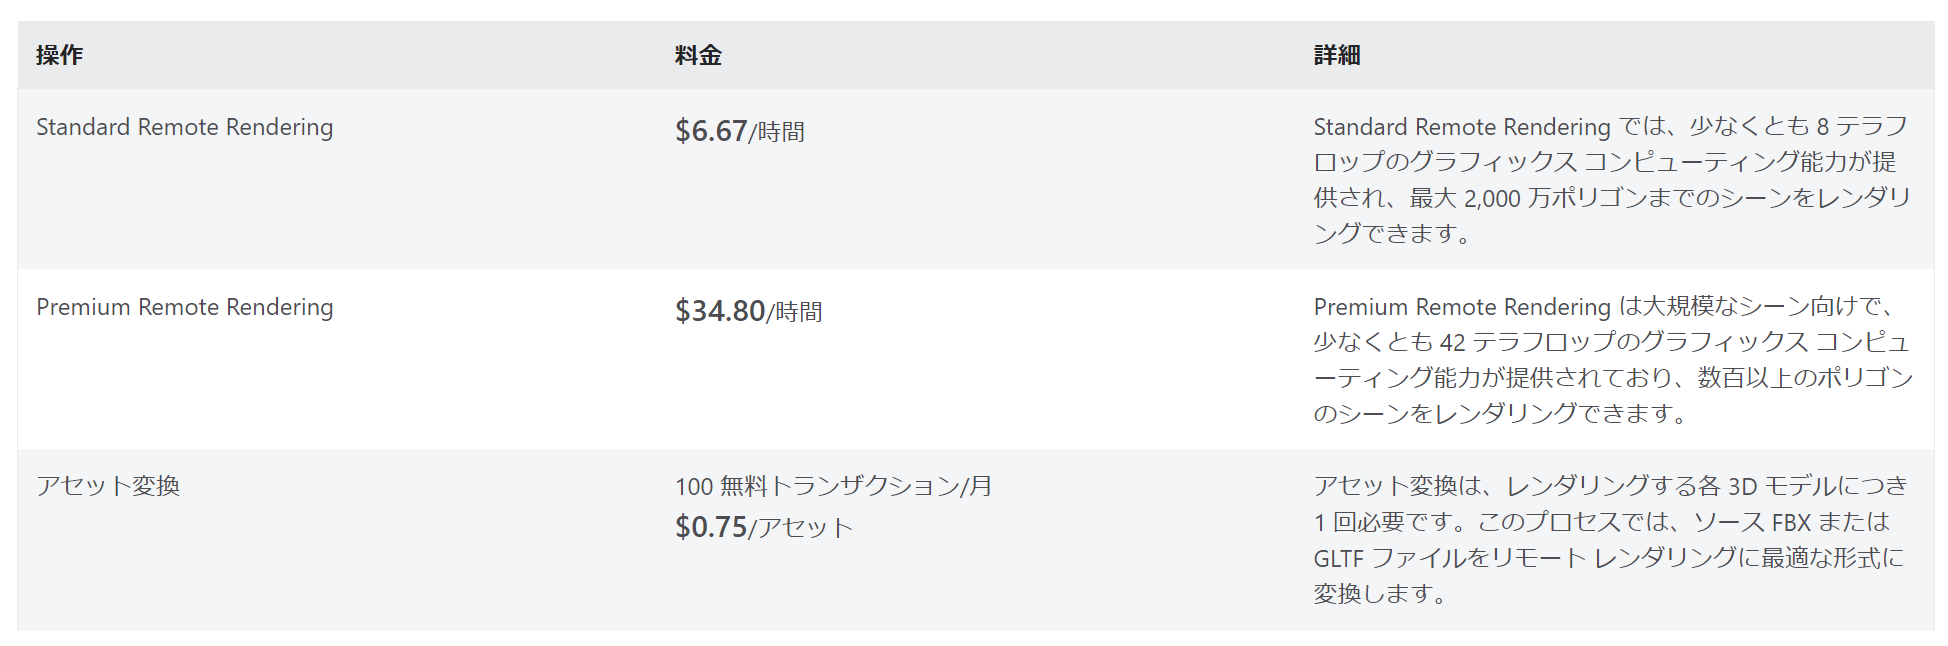 操作 料金 詳細
Standard Remote Rendering $6.67/時間 Standard Remote Rendering では、少なくとも 8 テラフ
ロップのグラフィックス コンピューティング能力が提
供され、最大 2,000 万ポリゴンまでのシーンをレンダリ
ングできます。
Premium Remote Rendering $34.80/時間 Premium Remote Rendering は大規模なシーン向けで、
少なくとも 42 テラフロップのグラフィックス コンピュ
ーティング能力が提供されており、数百以上のポリゴン
のシーンをレンダリングできます。
アセット変換 100 無料トランザクション/月 アセット変換は、レンダリングする各 3D モデルにつき
$0.75/アセット 1 回必要です。このプロセスでは、ソース FBX または
GLTF ファイルをリモート レンダリングに最適な形式に
変換します。